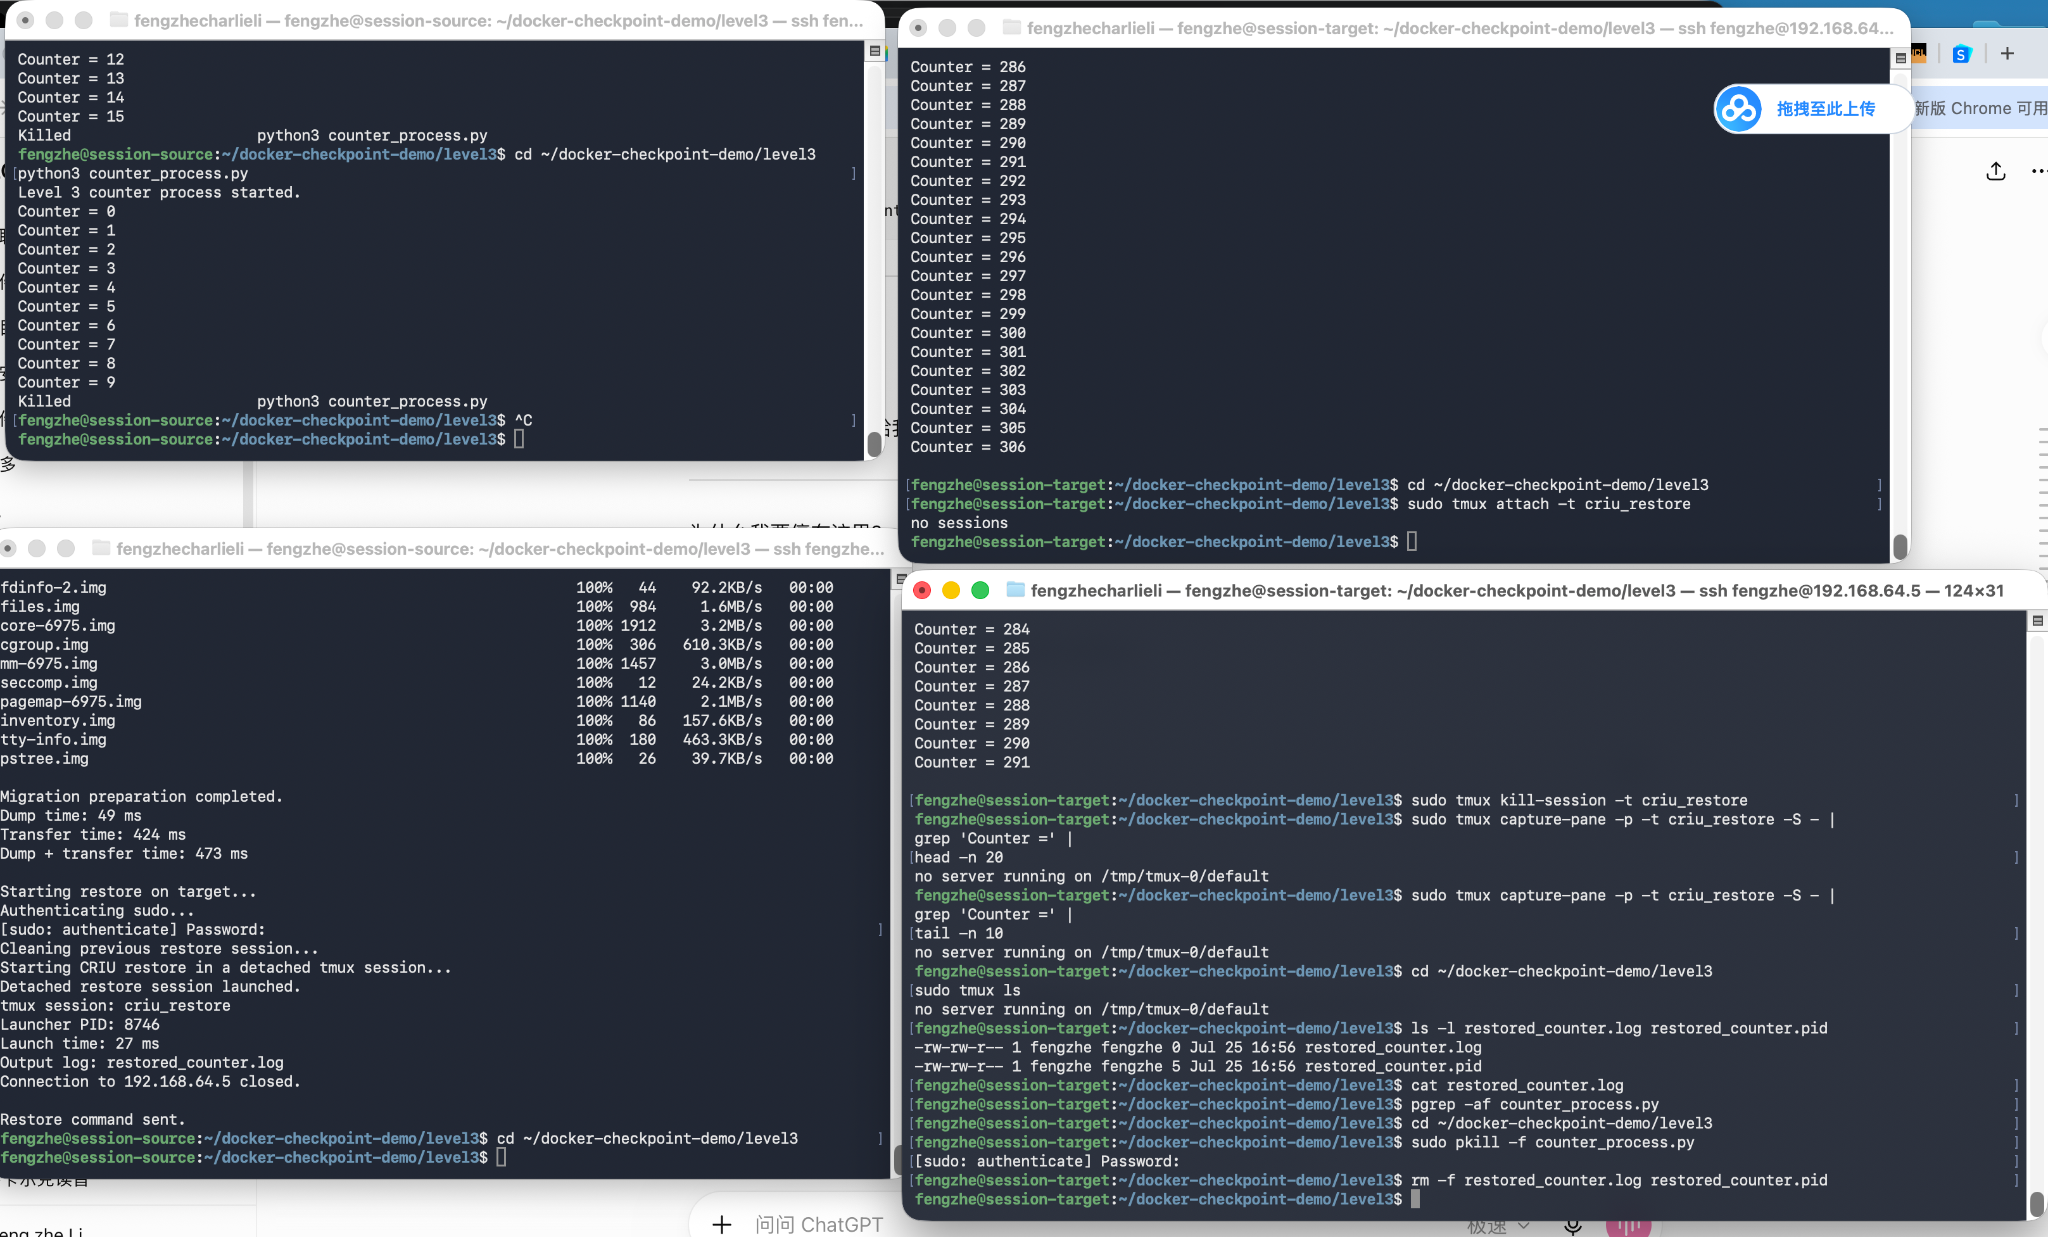 fengzhecharlieli — fengzhe@session-source: ~/docker-checkpoint-demo/level3 — ssh fen...
Counter = 12
Counter = 13
Counter = 14
Counter = 15
Killed                     python3 counter_process.py
fengzhe@session-source:~/docker-checkpoint-demo/level3$ cd ~/docker-checkpoint-demo/level3
[python3 counter_process.py ]
Level 3 counter process started.
Counter = 0
Counter = 1
Counter = 2
Counter = 3
Counter = 4
Counter = 5
Counter = 6
Counter = 7
Counter = 8
Counter = 9
Killed                     python3 counter_process.py
[fengzhe@session-source:~/docker-checkpoint-demo/level3$ ^C ]
fengzhe@session-source:~/docker-checkpoint-demo/level3$
fengzhecharlieli — fengzhe@session-target: ~/docker-checkpoint-demo/level3 — ssh fengzhe@192.168.64...
Counter = 286
Counter = 287
Counter = 288
Counter = 289
Counter = 290
Counter = 291
Counter = 292
Counter = 293
Counter = 294
Counter = 295
Counter = 296
Counter = 297
Counter = 298
Counter = 299
Counter = 300
Counter = 301
Counter = 302
Counter = 303
Counter = 304
Counter = 305
Counter = 306
[fengzhe@session-target:~/docker-checkpoint-demo/level3$ cd ~/docker-checkpoint-demo/level3 ]
[fengzhe@session-target:~/docker-checkpoint-demo/level3$ sudo tmux attach -t criu_restore ]
no sessions
fengzhe@session-target:~/docker-checkpoint-demo/level3$
拖拽至此上传
新版 Chrome 可用
多
fengzhecharlieli — fengzhe@session-source: ~/docker-checkpoint-demo/level3 — ssh fengzhe...
fdinfo-2.img 100% 44 92.2KB/s 00:00
files.img 100% 984 1.6MB/s 00:00
core-6975.img 100% 1912 3.2MB/s 00:00
cgroup.img 100% 306 610.3KB/s 00:00
mm-6975.img 100% 1457 3.0MB/s 00:00
seccomp.img 100% 12 24.2KB/s 00:00
pagemap-6975.img 100% 1140 2.1MB/s 00:00
inventory.img 100% 86 157.6KB/s 00:00
tty-info.img 100% 180 463.3KB/s 00:00
pstree.img 100% 26 39.7KB/s 00:00
Migration preparation completed.
Dump time: 49 ms
Transfer time: 424 ms
Dump + transfer time: 473 ms
Starting restore on target...
Authenticating sudo...
[sudo: authenticate] Password: ]
Cleaning previous restore session...
Starting CRIU restore in a detached tmux session...
Detached restore session launched.
tmux session: criu_restore
Launcher PID: 8746
Launch time: 27 ms
Output log: restored_counter.log
Connection to 192.168.64.5 closed.
Restore command sent.
fengzhe@session-source:~/docker-checkpoint-demo/level3$ cd ~/docker-checkpoint-demo/level3 ]
fengzhe@session-source:~/docker-checkpoint-demo/level3$
fengzhecharlieli — fengzhe@session-target: ~/docker-checkpoint-demo/level3 — ssh fengzhe@192.168.64.5 — 124×31
Counter = 284
Counter = 285
Counter = 286
Counter = 287
Counter = 288
Counter = 289
Counter = 290
Counter = 291
[fengzhe@session-target:~/docker-checkpoint-demo/level3$ sudo tmux kill-session -t criu_restore ]
fengzhe@session-target:~/docker-checkpoint-demo/level3$ sudo tmux capture-pane -p -t criu_restore -S - |
grep 'Counter =' |
[head -n 20 ]
no server running on /tmp/tmux-0/default
fengzhe@session-target:~/docker-checkpoint-demo/level3$ sudo tmux capture-pane -p -t criu_restore -S - |
grep 'Counter =' |
[tail -n 10 ]
no server running on /tmp/tmux-0/default
fengzhe@session-target:~/docker-checkpoint-demo/level3$ cd ~/docker-checkpoint-demo/level3
[sudo tmux ls ]
no server running on /tmp/tmux-0/default
[fengzhe@session-target:~/docker-checkpoint-demo/level3$ ls -l restored_counter.log restored_counter.pid ]
-rw-rw-r-- 1 fengzhe fengzhe 0 Jul 25 16:56 restored_counter.log
-rw-rw-r-- 1 fengzhe fengzhe 5 Jul 25 16:56 restored_counter.pid
[fengzhe@session-target:~/docker-checkpoint-demo/level3$ cat restored_counter.log ]
[fengzhe@session-target:~/docker-checkpoint-demo/level3$ pgrep -af counter_process.py ]
[fengzhe@session-target:~/docker-checkpoint-demo/level3$ cd ~/docker-checkpoint-demo/level3 ]
[fengzhe@session-target:~/docker-checkpoint-demo/level3$ sudo pkill -f counter_process.py ]
[[sudo: authenticate] Password: ]
[fengzhe@session-target:~/docker-checkpoint-demo/level3$ rm -f restored_counter.log restored_counter.pid ]
fengzhe@session-target:~/docker-checkpoint-demo/level3$
问问 ChatGPT
极速